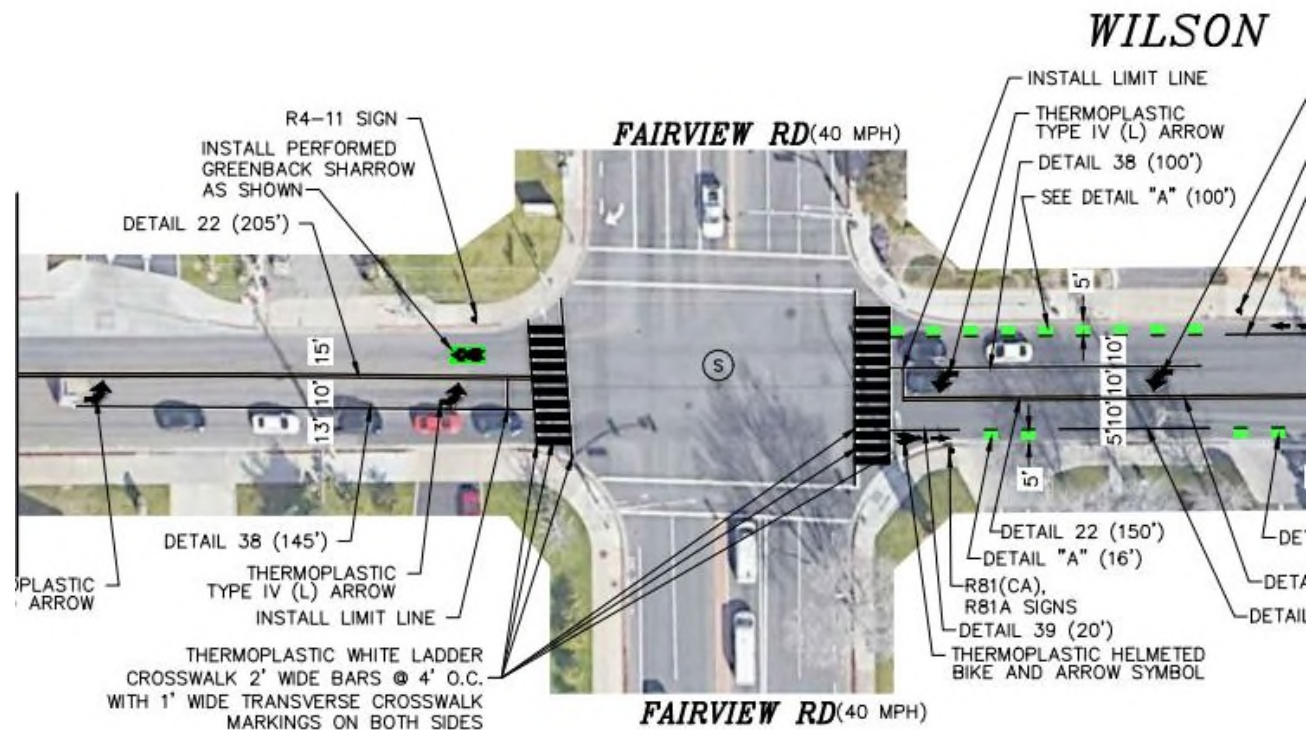 WILSON
INSTALL LIMIT LINE
R4-11 SIGN
THERMOPLASTIC
TYPE IV (L) ARROW
FAIRVIEW RD(40 MPH)
INSTALL PERFORMED
GREENBACK SHARROW
AS SHOWN
DETAIL 38 (100')
SEE DETAIL "A" (100')
DETAIL 22 (205')
5'
15'
10'
13'
S
10'
10'
5'10'
5'
DETAIL 38 (145')
DETAIL 22 (150')
DETAIL "A" (16')
THERMOPLASTIC
TYPE IV (L) ARROW
ARROW
R81(CA),
R81A SIGNS
INSTALL LIMIT LINE
DETAIL 39 (20')
THERMOPLASTIC HELMETED
BIKE AND ARROW SYMBOL
THERMOPLASTIC WHITE LADDER
CROSSWALK 2' WIDE BARS @ 4' O.C.
WITH 1' WIDE TRANSVERSE CROSSWALK
MARKINGS ON BOTH SIDES
DETAIL
FAIRVIEW RD(40 MPH)